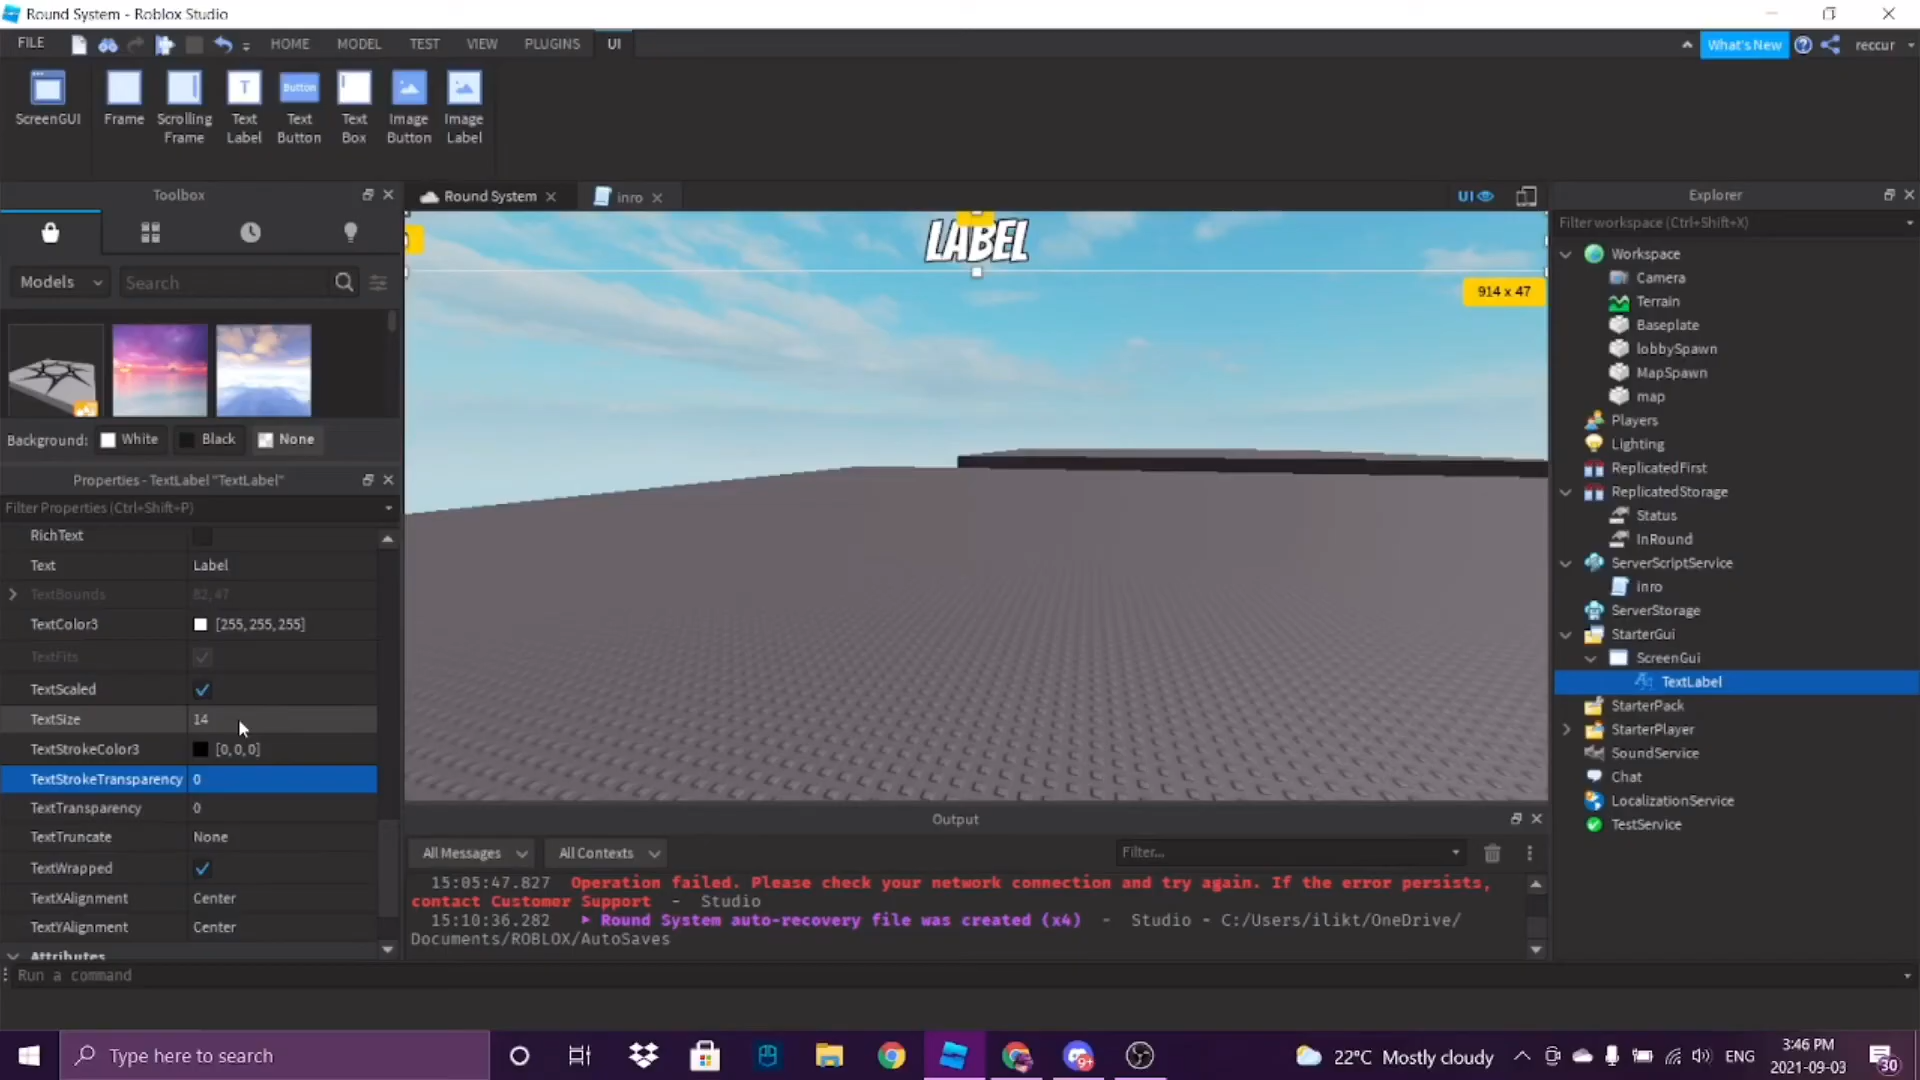 Round System - Roblox Studio
FILE
HOME
MODEL
TEST
VIEW
PLUGINS
UI
What's New
reccur
ScreenGUI
Frame
Scrolling
Frame
Text
Label
Button
Text
Button
Text
Box
Image
Button
Image
Label
Toolbox
Models
Search
Background:
White
Black
None
Properties - TextLabel "TextLabel"
Filter Properties (Ctrl+Shift+P)
RichText
Text
Label
TextBounds
82, 47
TextColor3
[255, 255, 255]
TextFits
TextScaled
TextSize
14
TextStrokeColor3
[0, 0, 0]
TextStrokeTransparency
0
TextTransparency
0
TextTruncate
None
TextWrapped
TextXAlignment
Center
TextYAlignment
Center
Attributes
Run a command
Round System
inro
UI
LABEL
914 x 47
Output
All Messages
All Contexts
Filter...
15:05:47.827 Operation failed. Please check your network connection and try again. If the error persists,
contact Customer Support - Studio
15:10:36.282 Round System auto-recovery file was created (x4) - Studio - C:/Users/ilikt/OneDrive/
Documents/ROBLOX/AutoSaves
Explorer
Filter workspace (Ctrl+Shift+X)
Workspace
Camera
Terrain
Baseplate
lobbySpawn
MapSpawn
map
Players
Lighting
ReplicatedFirst
ReplicatedStorage
Status
InRound
ServerScriptService
inro
ServerStorage
StarterGui
ScreenGui
TextLabel
StarterPack
StarterPlayer
SoundService
Chat
LocalizationService
TestService
Type here to search
22°C Mostly cloudy
ENG
3:46 PM
2021-09-03
30